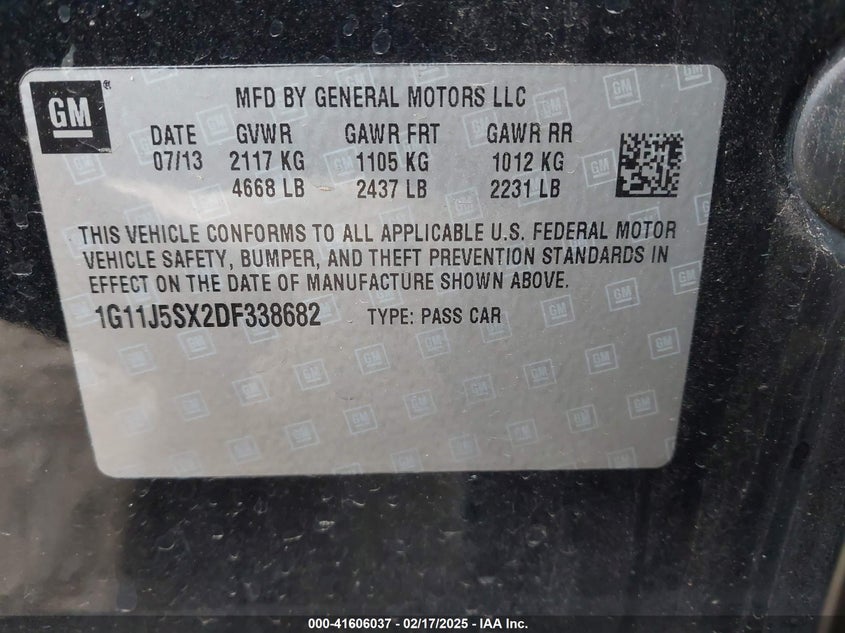 GM
MFD BY GENERAL MOTORS LLC
DATE GVWR GAWR FRT GAWR RR
07/13 2117 KG 1105 KG 1012 KG
4668 LB 2437 LB 2231 LB
THIS VEHICLE CONFORMS TO ALL APPLICABLE U.S. FEDERAL MOTOR
VEHICLE SAFETY, BUMPER, AND THEFT PREVENTION STANDARDS IN
EFFECT ON THE DATE OF MANUFACTURE SHOWN ABOVE.
1G11J5SX2DF338682 TYPE: PASS CAR
000-41606037 - 02/17/2025 - IAA Inc.